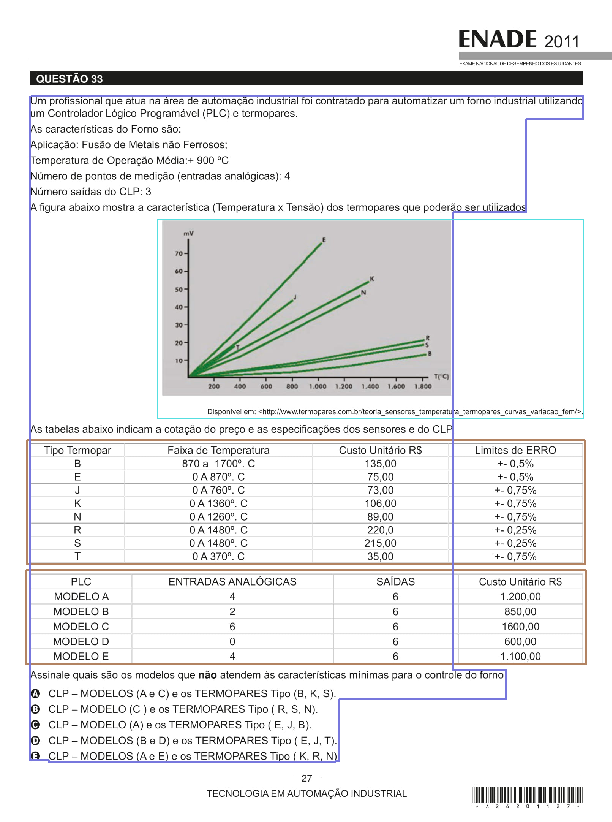 ENADE 2011
EXAME NACIONAL DE DESEMPENHO DOS ESTUDANTES
QUESTÃO 33
Um profissional que atua na área de automação industrial foi contratado para automatizar um forno industrial utilizando
um Controlador Lógico Programável (PLC) e termopares.
As características do Forno são:
Aplicação: Fusão de Metais não Ferrosos;
Temperatura de Operação Média:+ 900 ºC
Número de pontos de medição (entradas analógicas): 4
Número saídas do CLP: 3
A figura abaixo mostra a característica (Temperatura x Tensão) dos termopares que poderão ser utilizados
mV
70
60
50
40
30
20
10
E
J
K
N
T
R
S
B
200 400 600 800 1.000 1.200 1.400 1.600 1.800 T(°C)
Disponível em: <http://www.termopares.com.br/teoria_sensores_temperatura_termopares_curvas_variacao_fem/>.
As tabelas abaixo indicam a cotação do preço e as especificações dos sensores e do CLP
Tipo Termopar Faixa de Temperatura Custo Unitário R$ Limites de ERRO
B 870 a 1700º. C 135,00 +- 0,5%
E 0 A 870º. C 75,00 +- 0,5%
J 0 A 760º. C 73,00 +- 0,75%
K 0 A 1360º. C 106,00 +- 0,75%
N 0 A 1260º. C 89,00 +- 0,75%
R 0 A 1480º. C 220,0 +- 0,25%
S 0 A 1480º. C 215,00 +- 0,25%
T 0 A 370º. C 35,00 +- 0,75%
PLC ENTRADAS ANALÓGICAS SAÍDAS Custo Unitário R$
MODELO A 4 6 1.200,00
MODELO B 2 6 850,00
MODELO C 6 6 1600,00
MODELO D 0 6 600,00
MODELO E 4 6 1.100,00
Assinale quais são os modelos que não atendem às características mínimas para o controle do forno
A CLP – MODELOS (A e C) e os TERMOPARES Tipo (B, K, S).
B CLP – MODELO (C ) e os TERMOPARES Tipo ( R, S, N).
C CLP – MODELO (A) e os TERMOPARES Tipo ( E, J, B).
D CLP – MODELOS (B e D) e os TERMOPARES Tipo ( E, J, T).
E CLP – MODELOS (A e E) e os TERMOPARES Tipo ( K, R, N)
27
TECNOLOGIA EM AUTOMAÇÃO INDUSTRIAL